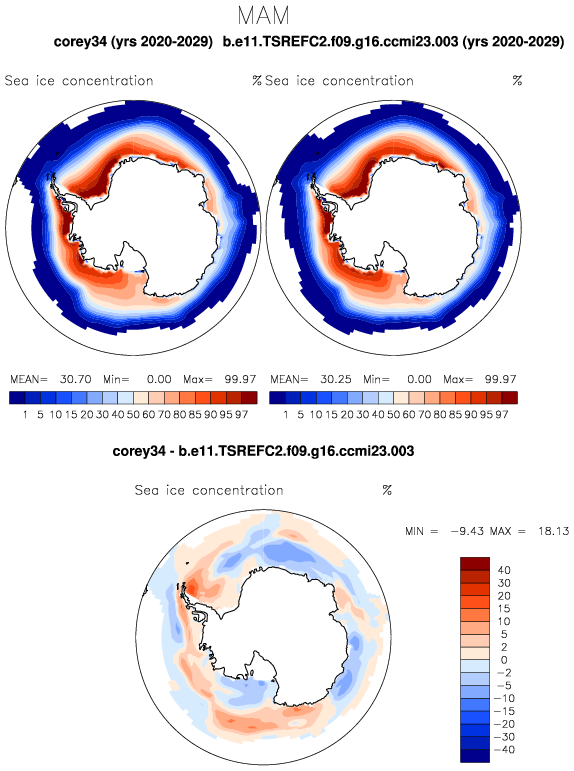 MAM
corey34 (yrs 2020-2029) b.e11.TSREFC2.f09.g16.ccmi23.003 (yrs 2020-2029)
Sea ice concentration % Sea ice concentration %
MEAN= 30.70 Min= 0.00 Max= 99.97 MEAN= 30.25 Min= 0.00 Max= 99.97
1 5 10 15 20 30 40 50 60 70 80 85 90 95 97 1 5 10 15 20 30 40 50 60 70 80 85 90 95 97
corey34 - b.e11.TSREFC2.f09.g16.ccmi23.003
Sea ice concentration %
MIN = -9.43 MAX = 18.13
40
30
20
15
10
5
2
0
-2
-5
-10
-15
-20
-30
-40